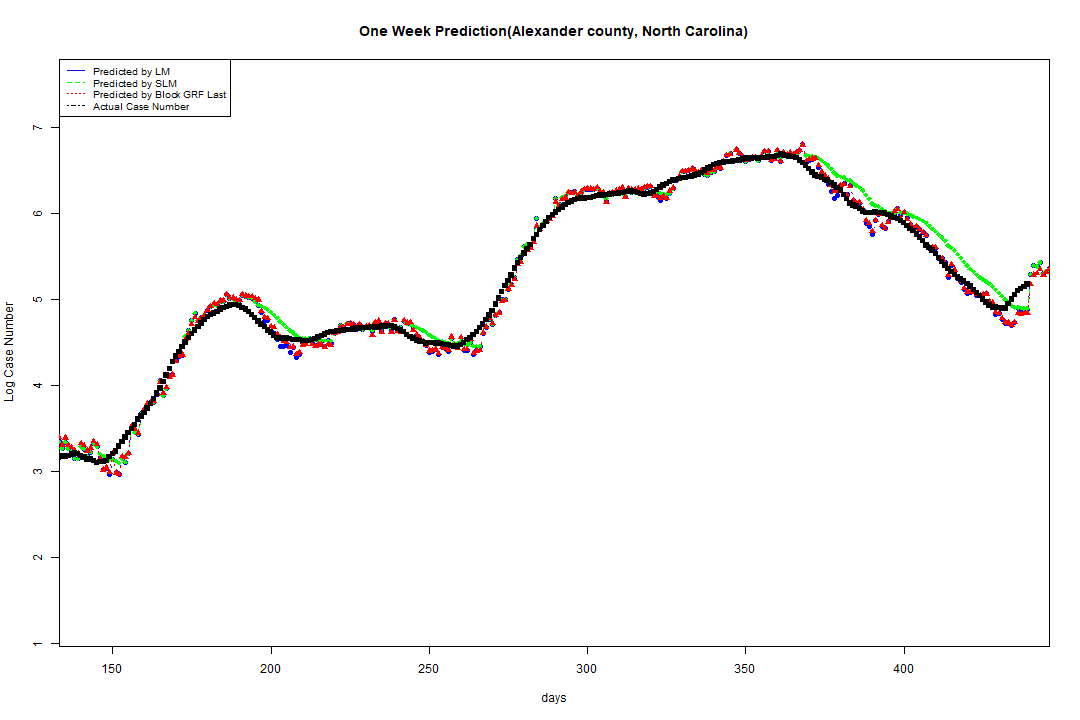 One Week Prediction(Alexander county, North Carolina)
Predicted by LM
Predicted by SLM
Predicted by Block GRF Last
Actual Case Number
7
6
5
4
3
2
1
Log Case Number
150 200 250 300 350 400
days